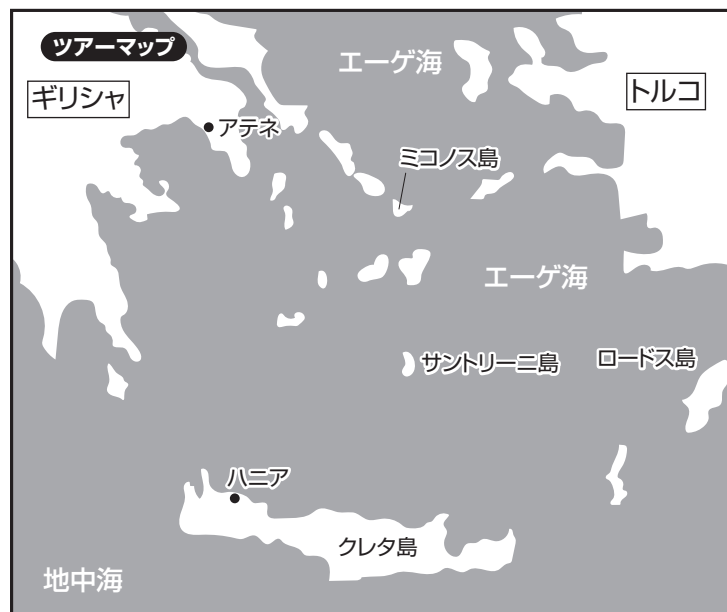 ツアーマップ
エーゲ海
ギリシャ
トルコ
アテネ
ミコノス島
エーゲ海
サントリーニ島
ロードス島
ハニア
クレタ島
地中海